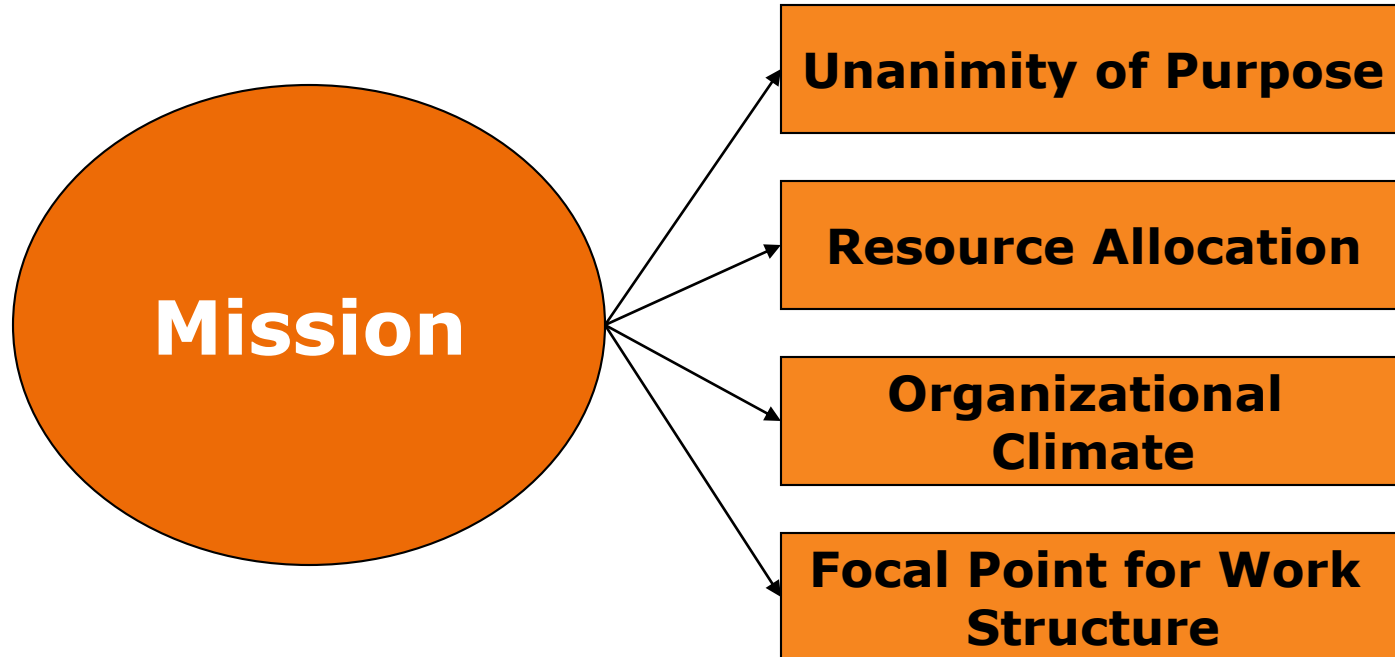 Mission
Unanimity of Purpose
Resource Allocation
Organizational
Climate
Focal Point for Work
Structure